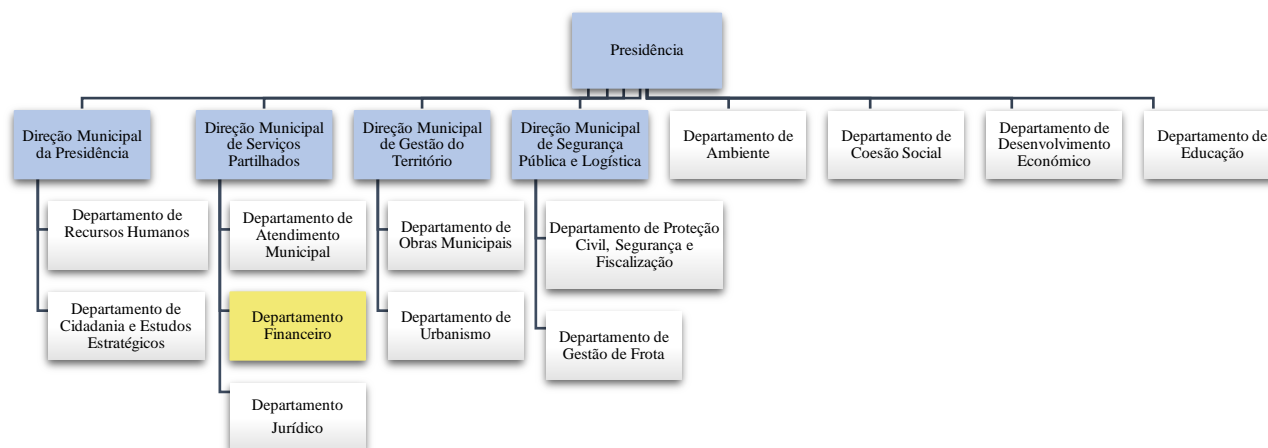 Presidência
Direção Municipal
da Presidência
Direção Municipal
de Serviços
Partilhados
Direção Municipal
de Gestão do
Território
Direção Municipal
de Segurança
Pública e Logística
Departamento de
Ambiente
Departamento de
Coesão Social
Departamento de
Desenvolvimento
Económico
Departamento de
Educação
Departamento de
Recursos Humanos
Departamento de
Cidadania e Estudos
Estratégicos
Departamento de
Atendimento
Municipal
Departamento
Financeiro
Departamento
Jurídico
Departamento de
Obras Municipais
Departamento de
Urbanismo
Departamento de Proteção
Civil, Segurança e
Fiscalização
Departamento de
Gestão de Frota